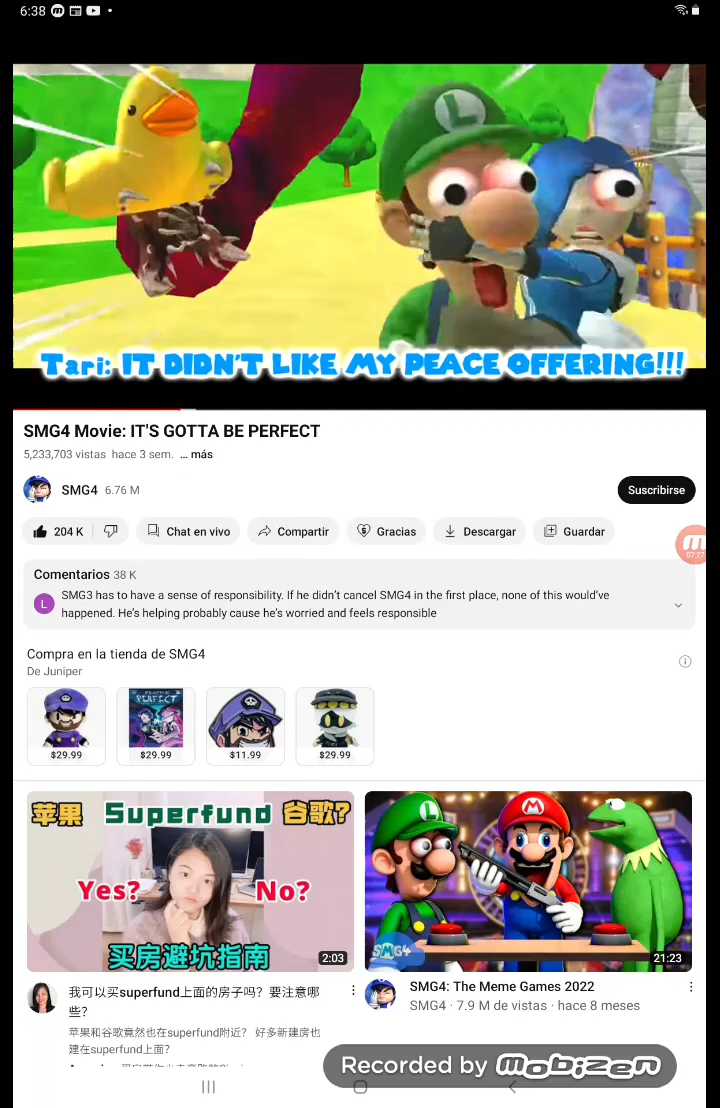 6:38
L
Tari: IT DIDN'T LIKE MY PEACE OFFERING!!!
SMG4 Movie: IT'S GOTTA BE PERFECT
5,233,703 vistas hace 3 sem. ... más
SMG4 6.76 M
Suscribirse
204 K
Chat en vivo
Compartir
Gracias
Descargar
Guardar
07:27
Comentarios 38 K
L
SMG3 has to have a sense of responsibility. If he didn't cancel SMG4 in the first place, none of this would've
happened. He's helping probably cause he's worried and feels responsible
Compra en la tienda de SMG4
De Juniper
PERFECT
$29.99
$29.99
$11.99
$29.99
苹果 Superfund 谷歌?
Yes? No?
买房避坑指南
2:03
L
M
SMG4
21:23
我可以买superfund上面的房子吗？要注意哪
些？
苹果和谷歌竟然也在superfund附近？ 好多新建房也
建在superfund上面？
SMG4: The Meme Games 2022
SMG4 · 7.9 M de vistas · hace 8 meses
Recorded by mobizen